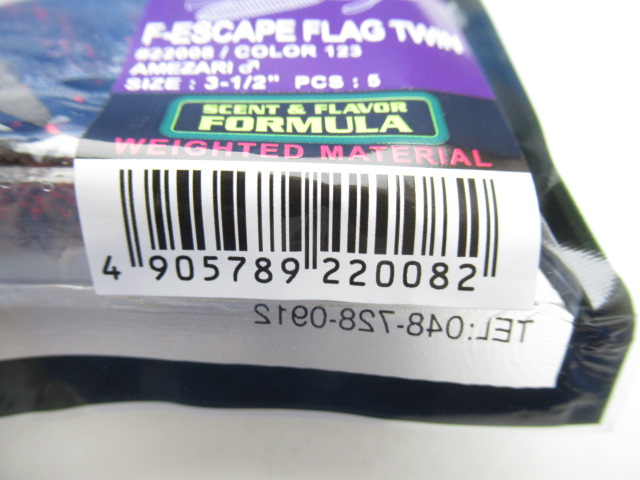 F-ESCAPE FLAG TWIN
#22008 / COLOR 123
AMEZARI♂
SIZE : 3-1/2" PCS : 5
SCENT & FLAVOR
FORMULA
WEIGHTED MATERIAL
4 905789 220082
TEL:048-728-0912